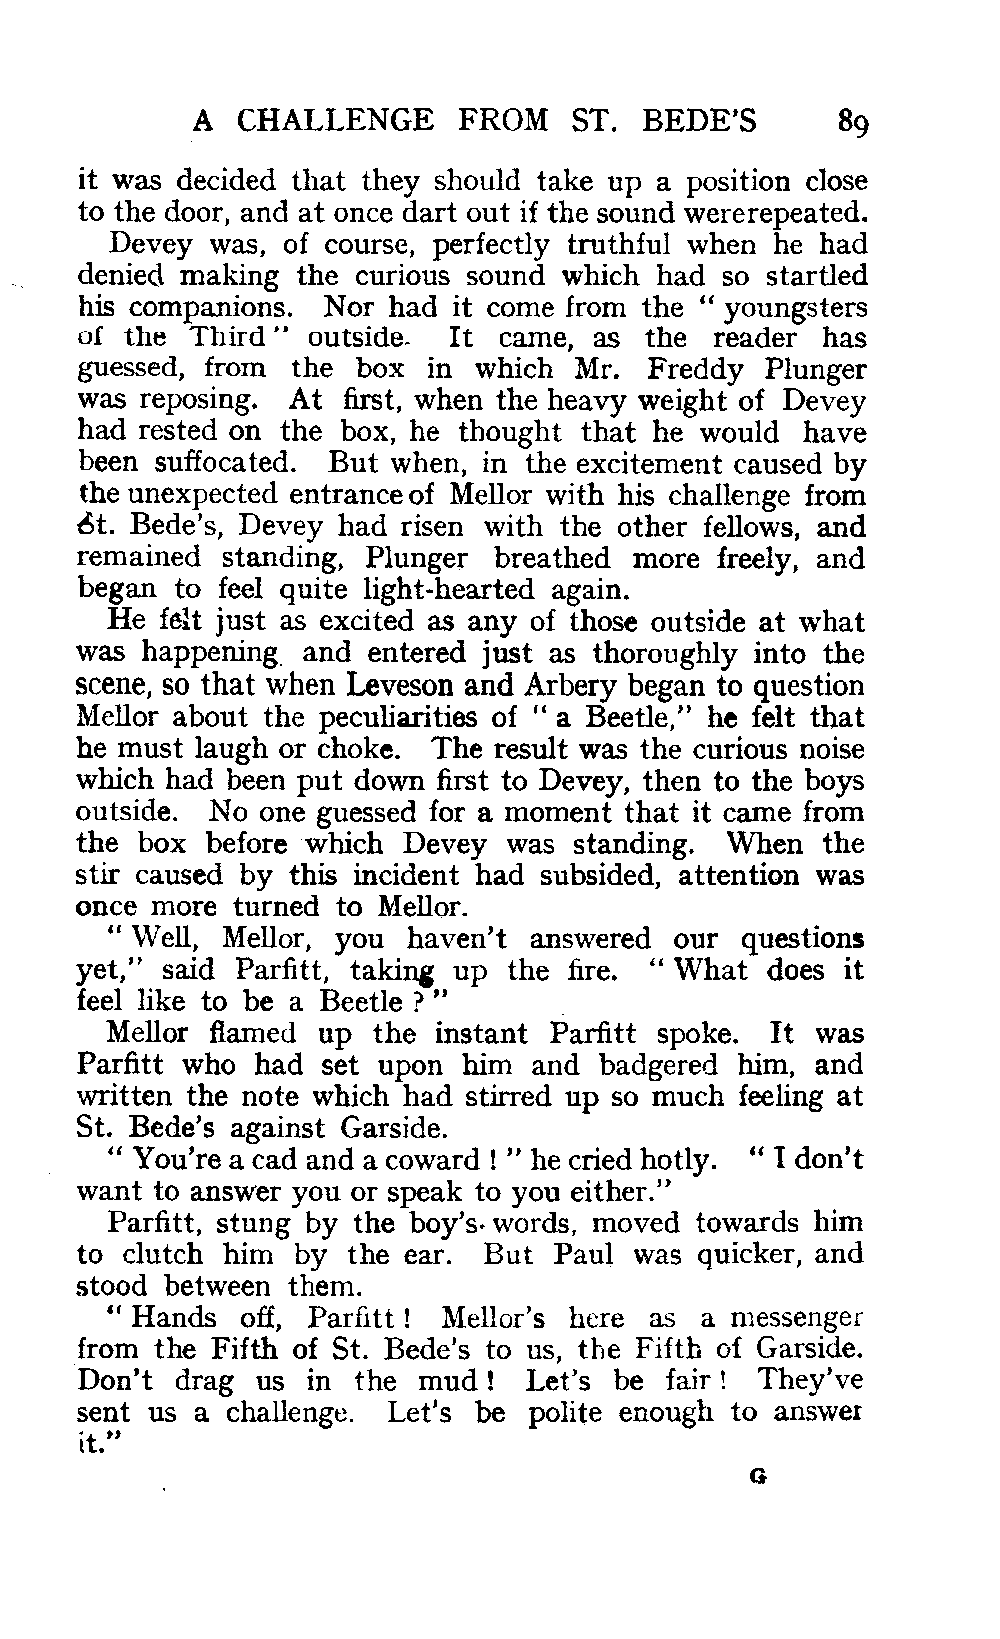 A CHALLENGE FROM ST. BEDE'S 89
it was decided that they should take up a position close
to the door, and at once dart out if the sound wererepeated.
Devey was, of course, perfectly truthful when he had
denied making the curious sound which had so startled
his companions. Nor had it come from the " youngsters
of the Third" outside. It came, as the reader has
guessed, from the box in which Mr. Freddy Plunger
was reposing. At first, when the heavy weight of Devey
had rested on the box, he thought that he would have
been suffocated. But when, in the excitement caused by
the unexpected entrance of Mellor with his challenge from
St. Bede's, Devey had risen with the other fellows, and
remained standing, Plunger breathed more freely, and
began to feel quite light-hearted again.
He felt just as excited as any of those outside at what
was happening. and entered just as thoroughly into the
scene, so that when Leveson and Arbery began to question
Mellor about the peculiarities of " a Beetle," he felt that
he must laugh or choke. The result was the curious noise
which had been put down first to Devey, then to the boys
outside. No one guessed for a moment that it came from
the box before which Devey was standing. When the
stir caused by this incident had subsided, attention was
once more turned to Mellor.
" Well, Mellor, you haven't answered our questions
yet," said Parfitt, taking up the fire. " What does it
feel like to be a Beetle ? "
Mellor flamed up the instant Parfitt spoke. It was
Parfitt who had set upon him and badgered him, and
written the note which had stirred up so much feeling at
St. Bede's against Garside.
" You're a cad and a coward ! " he cried hotly. " I don't
want to answer you or speak to you either."
Parfitt, stung by the boy's words, moved towards him
to clutch him by the ear. But Paul was quicker, and
stood between them.
" Hands off, Parfitt ! Mellor's here as a messenger
from the Fifth of St. Bede's to us, the Fifth of Garside.
Don't drag us in the mud ! Let's be fair ! They've
sent us a challenge. Let's be polite enough to answer
it."
G